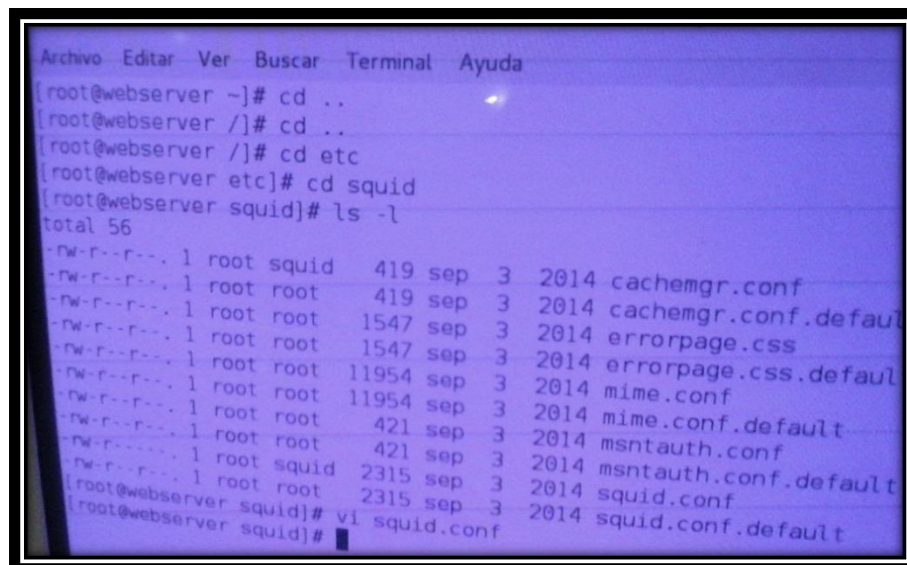 Archivo Editar Ver Buscar Terminal Ayuda
[root@webserver ~]# cd ..
[root@webserver /]# cd ..
[root@webserver /]# cd etc
[root@webserver etc]# cd squid
[root@webserver squid]# ls -l
total 56
-rw-r--r--. 1 root squid 419 sep 3 2014 cachemgr.conf
-rw-r--r--. 1 root root 419 sep 3 2014 cachemgr.conf.defaul
-rw-r--r--. 1 root root 1547 sep 3 2014 errorpage.css
-rw-r--r--. 1 root root 1547 sep 3 2014 errorpage.css.defaul
-rw-r--r--. 1 root root 11954 sep 3 2014 mime.conf
-rw-r--r--. 1 root root 11954 sep 3 2014 mime.conf.default
-rw-r--r--. 1 root root 421 sep 3 2014 msntauth.conf
-rw-r--r--. 1 root root 421 sep 3 2014 msntauth.conf.default
-rw-r-----. 1 root squid 2315 sep 3 2014 squid.conf
-rw-r--r--. 1 root root 2315 sep 3 2014 squid.conf.default
[root@webserver squid]# vi squid.conf
[root@webserver squid]#